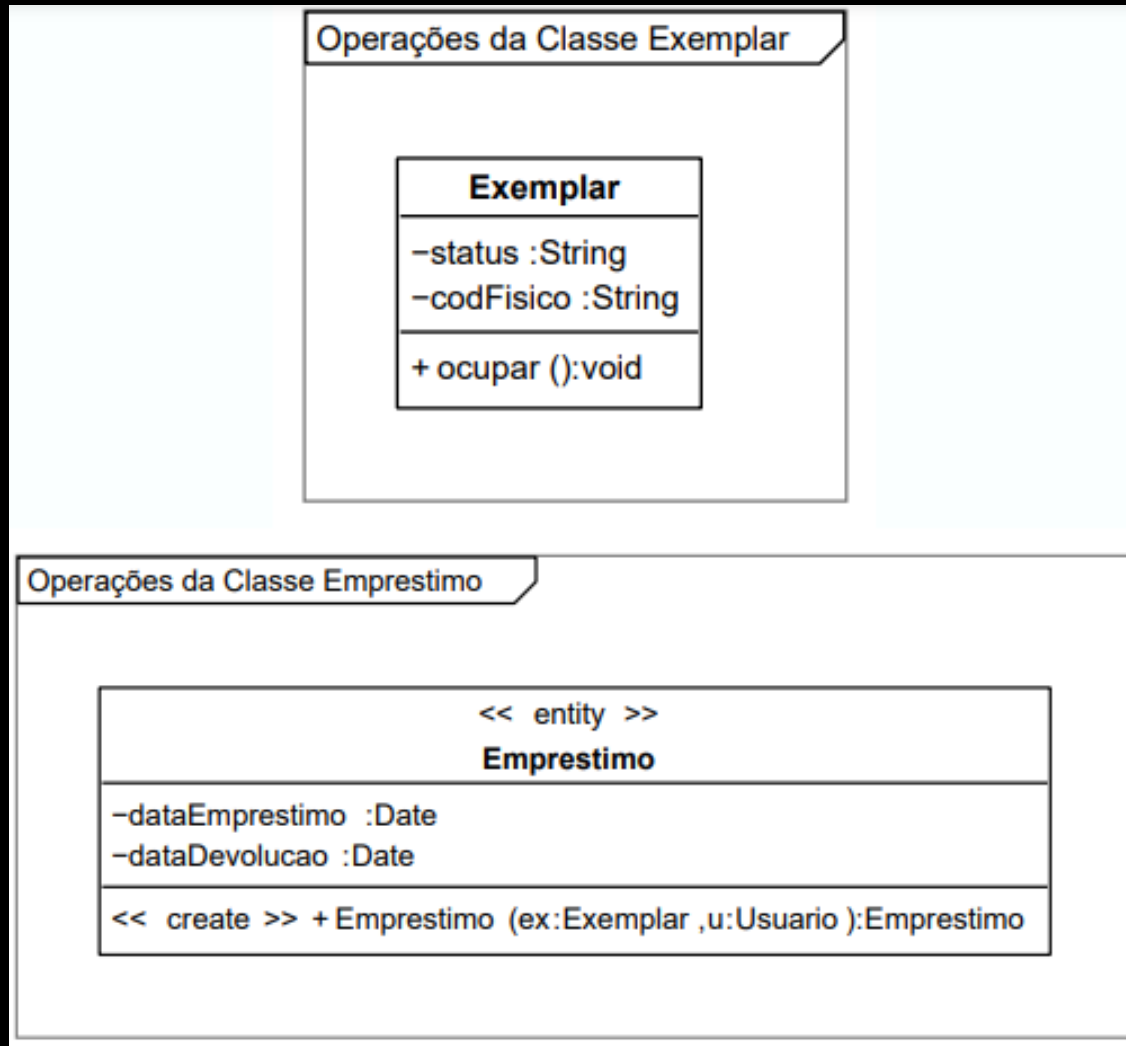 Operações da Classe Exemplar
Exemplar
−status :String
−codFisico :String
+ ocupar ():void
Operações da Classe Emprestimo
<< entity >>
Emprestimo
−dataEmprestimo :Date
−dataDevolucao :Date
<< create >> + Emprestimo (ex:Exemplar ,u:Usuario ):Emprestimo